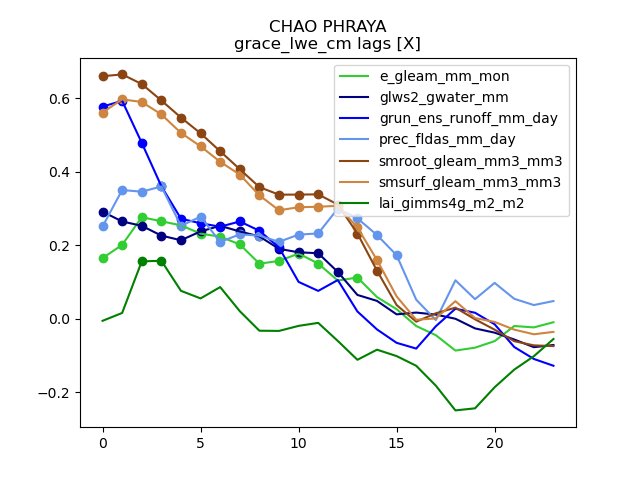 CHAO PHRAYA
grace_lwe_cm lags [X]
e_gleam_mm_mon
glws2_gwater_mm
grun_ens_runoff_mm_day
prec_fldas_mm_day
smroot_gleam_mm3_mm3
smsurf_gleam_mm3_mm3
lai_gimms4g_m2_m2
0.6
0.4
0.2
0.0
−0.2
0 5 10 15 20